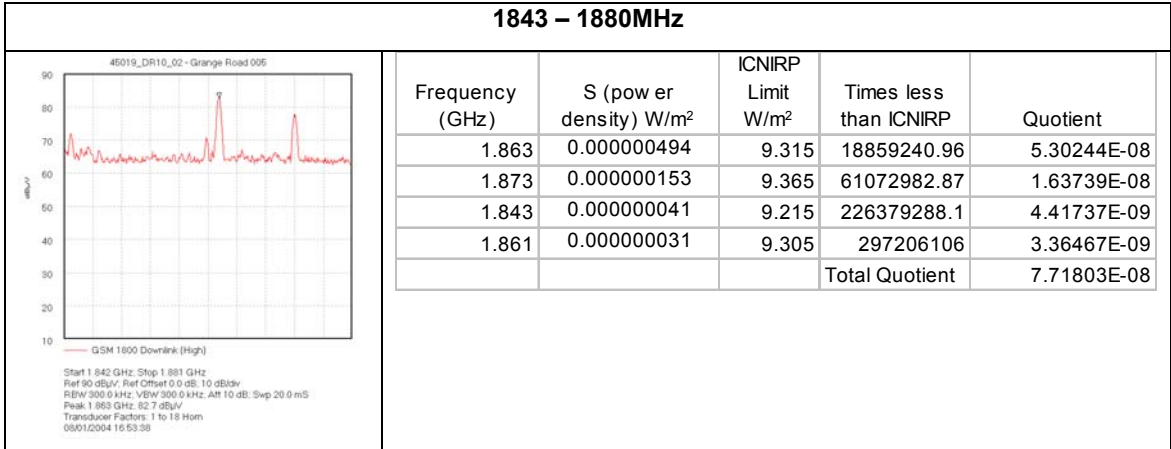 1843 – 1880MHz
45019_DR10_02 - Grange Road 005
90
80
70
60
50
40
30
20
10
dBµV
GSM 1800 Downlink (High)
Start 1.842 GHz; Stop 1.881 GHz
Ref 90 dBµV; Ref Offset 0.0 dB; 10 dB/div
RBW 300.0 kHz; VBW 300.0 kHz; Att 10 dB; Swp 20.0 mS
Peak 1.863 GHz, 82.7 dBµV
Transducer Factors: 1 to 18 Horn
08/01/2004 16:53:38
Frequency (GHz) S (pow er density) W/m² ICNIRP Limit W/m² Times less than ICNIRP Quotient
1.863 0.000000494 9.315 18859240.96 5.30244E-08
1.873 0.000000153 9.365 61072982.87 1.63739E-08
1.843 0.000000041 9.215 226379288.1 4.41737E-09
1.861 0.000000031 9.305 297206106 3.36467E-09
Total Quotient 7.71803E-08